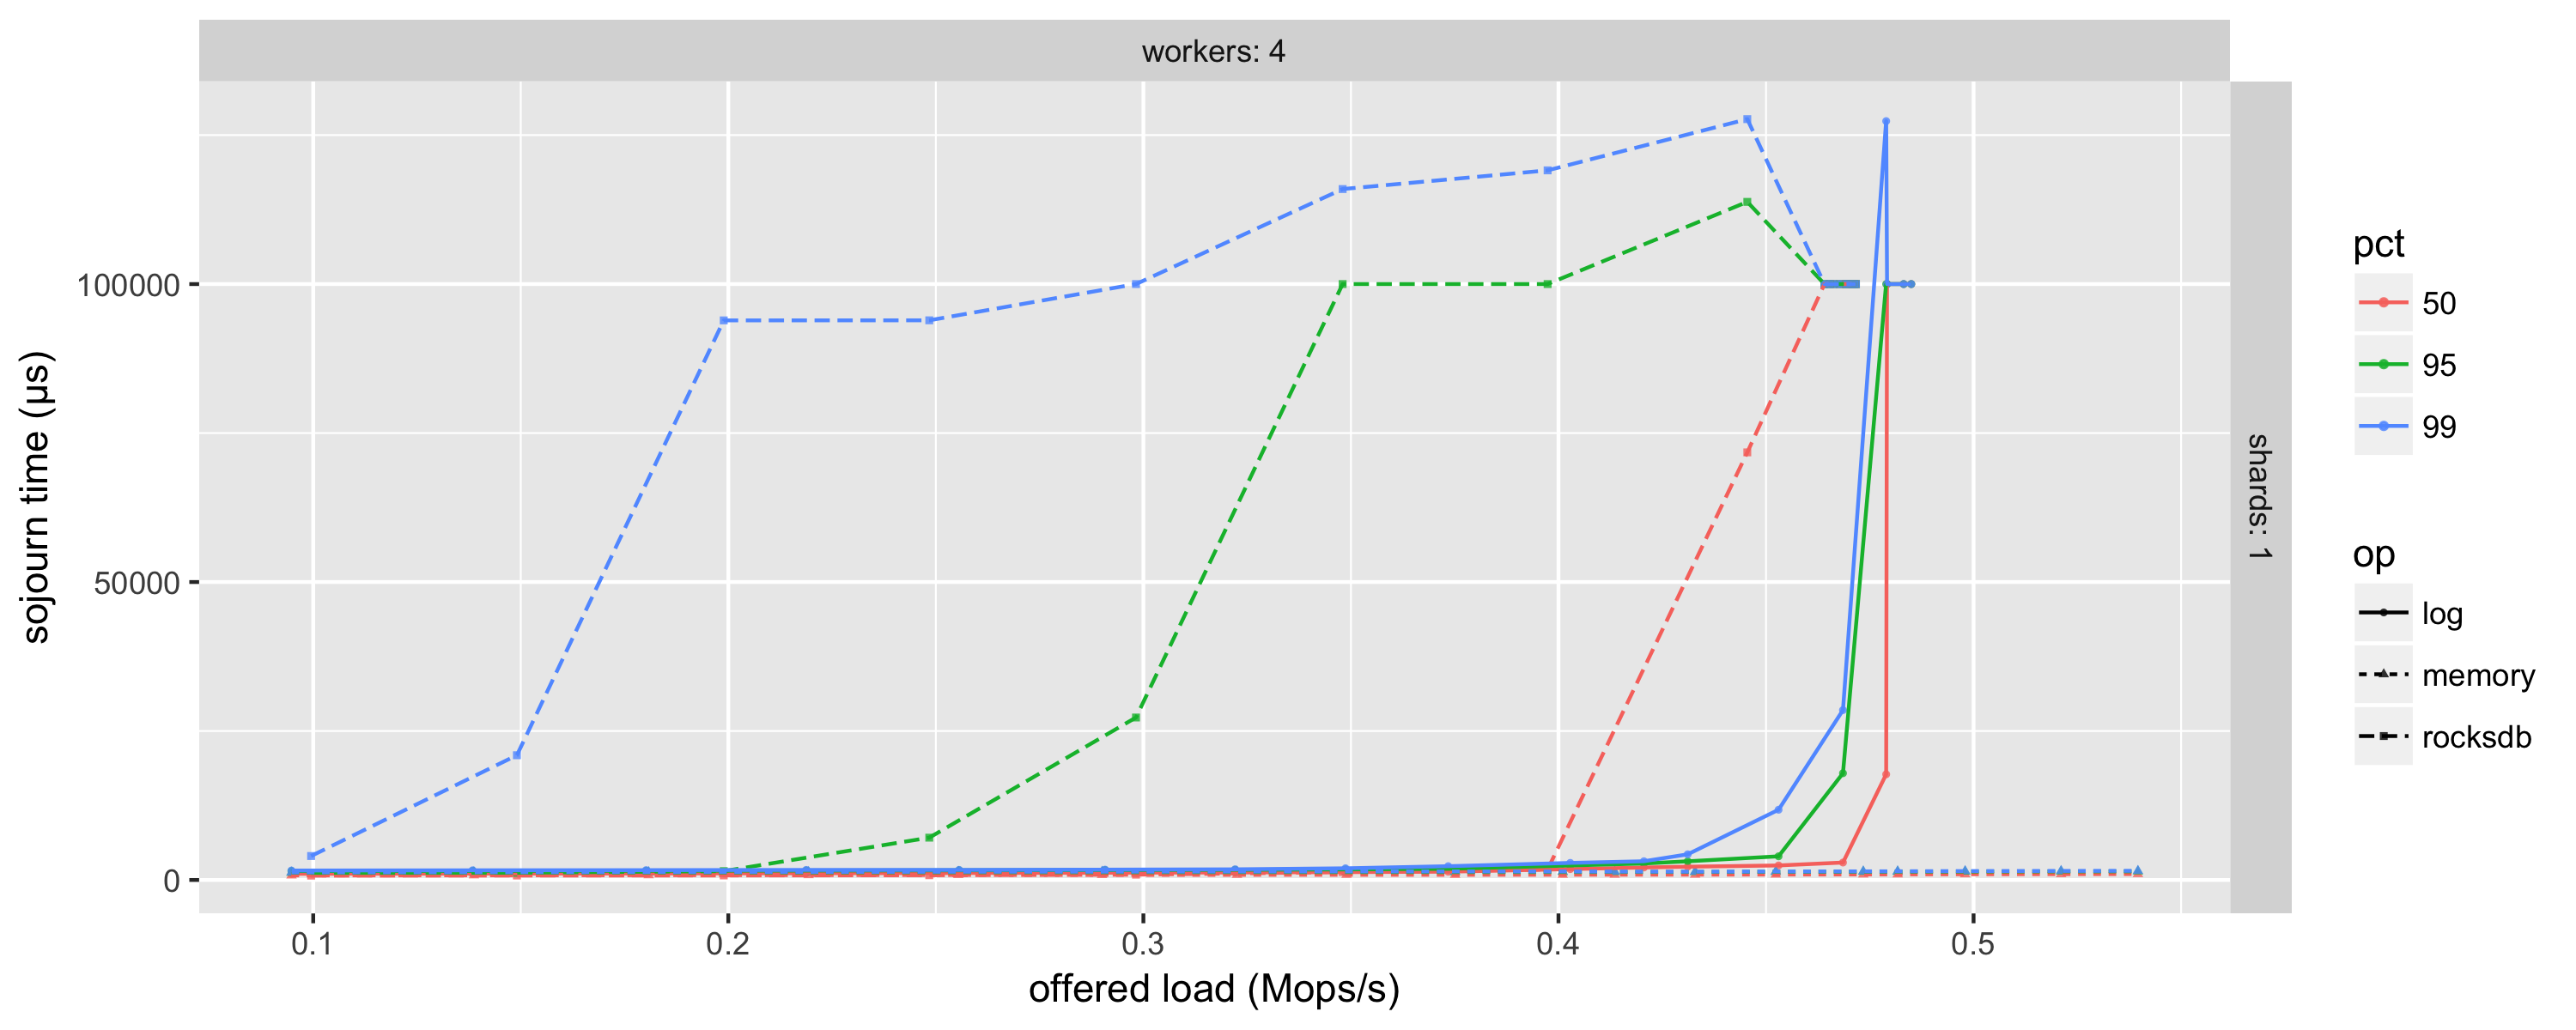 workers: 4
shards: 1
sojourn time (µs)
100000
50000
0
0.1
0.2
0.3
0.4
0.5
offered load (Mops/s)
pct
50
95
99
op
log
memory
rocksdb